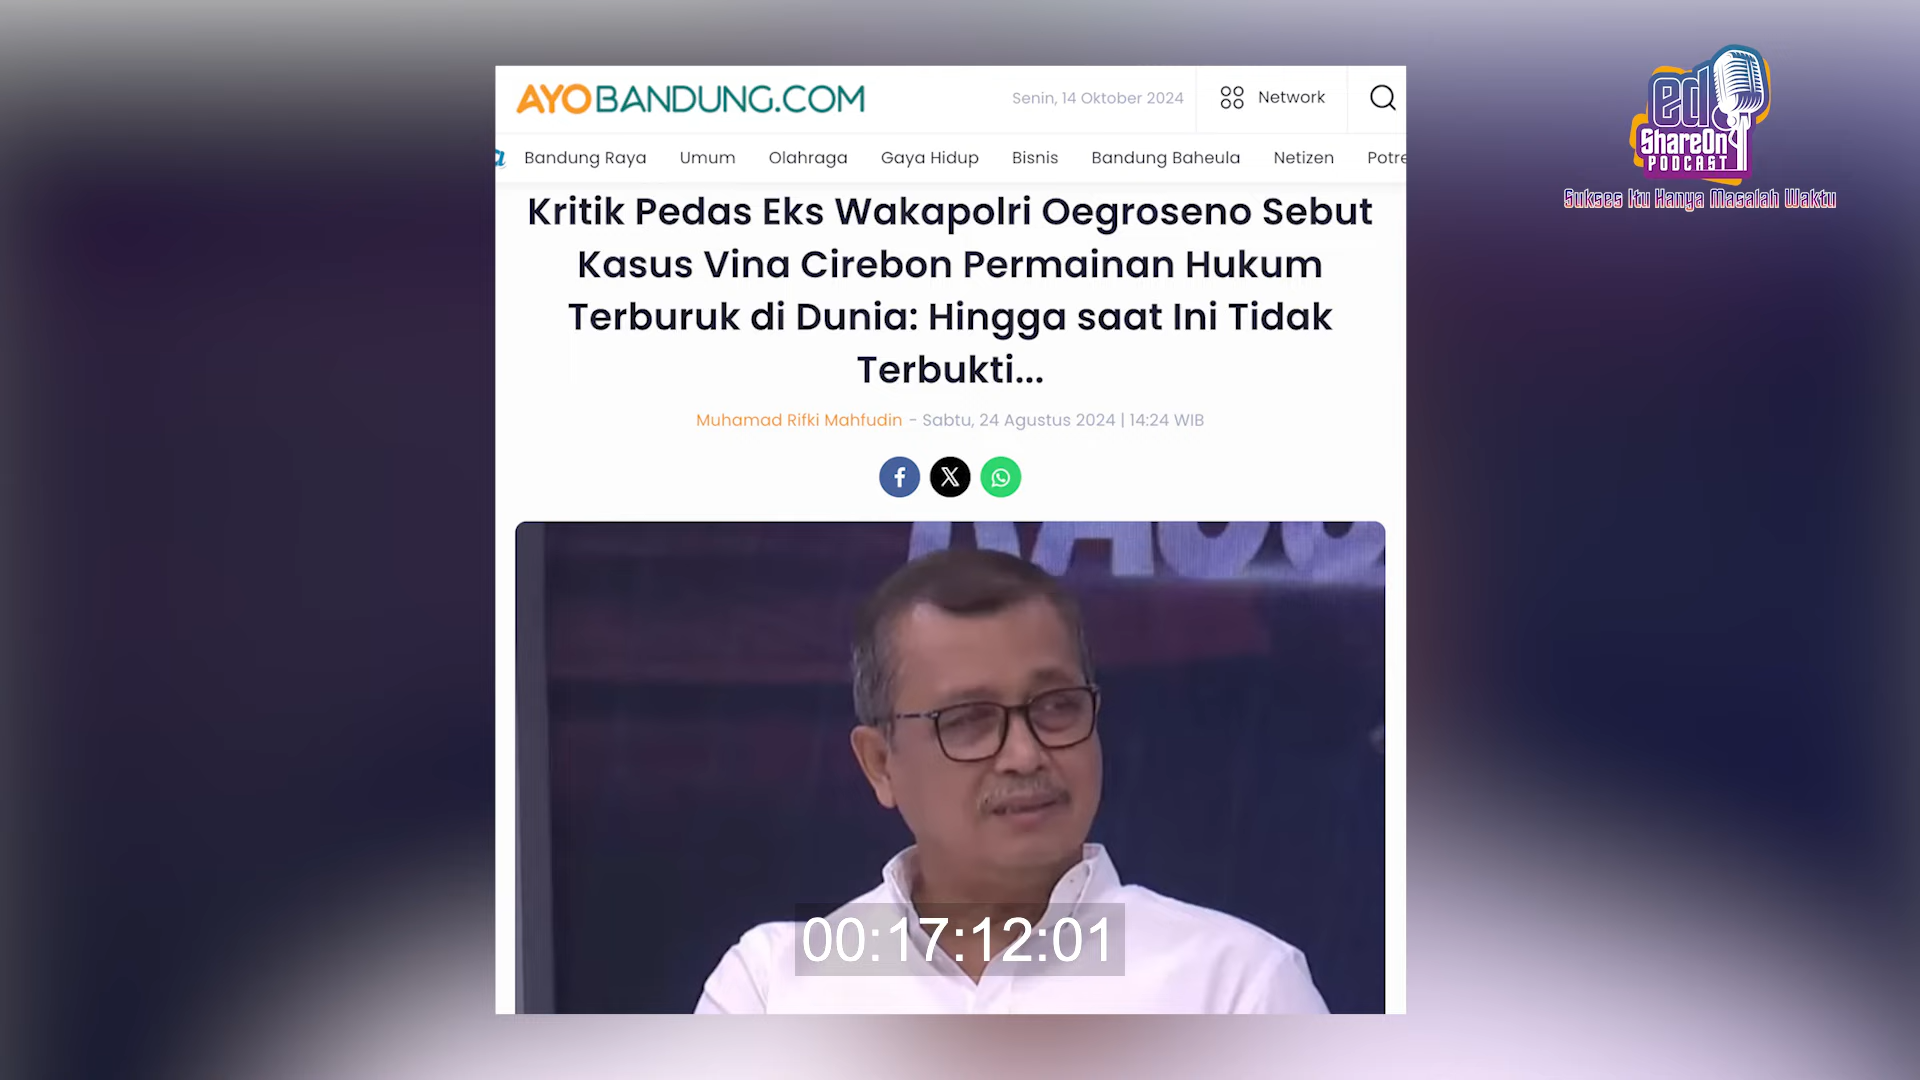 AYOBANDUNG.COM
Senin, 14 Oktober 2024
Network
Bandung Raya Umum Olahraga Gaya Hidup Bisnis Bandung Baheula Netizen Potre
Kritik Pedas Eks Wakapolri Oegroseno Sebut
Kasus Vina Cirebon Permainan Hukum
Terburuk di Dunia: Hingga saat Ini Tidak
Terbukti...
Muhamad Rifki Mahfudin - Sabtu, 24 Agustus 2024 | 14:24 WIB
00:17:12:01
ed
ShareOn
PODCAST
Sukses Itu Hanya Masalah Waktu